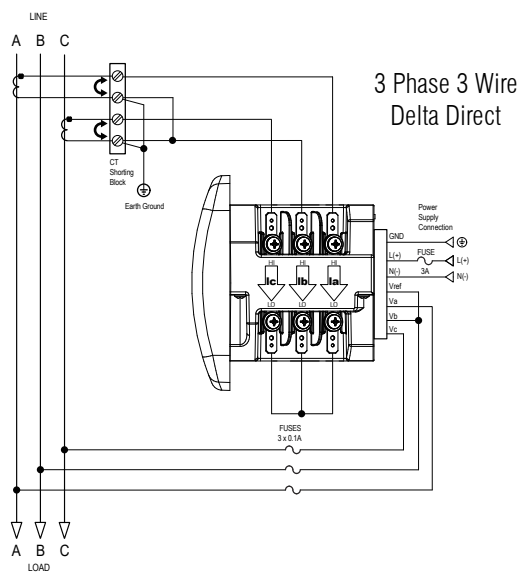 LINE
A B C
3 Phase 3 Wire
Delta Direct
CT
Shorting
Block
Earth Ground
Power
Supply
Connection
HI HI HI
GND
FUSE
L(+) L(+)
Ic Ib Ia
N(-) 3A N(-)
Vref
LO LO LO
Va
Vb
Vc
FUSES
3 x 0.1A
A B C
LOAD